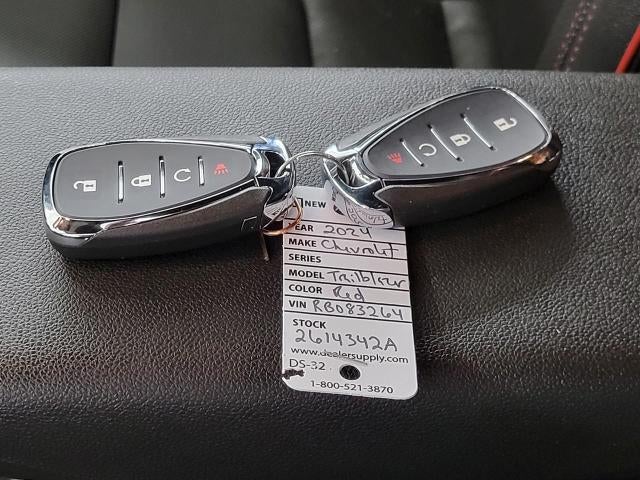 NEW
YEAR 2024
MAKE Chevrolet
SERIES
MODEL Trailblazer
COLOR Red
VIN RB083264
STOCK
2614342A
www.dealersupply.com
DS-32
1-800-521-3870